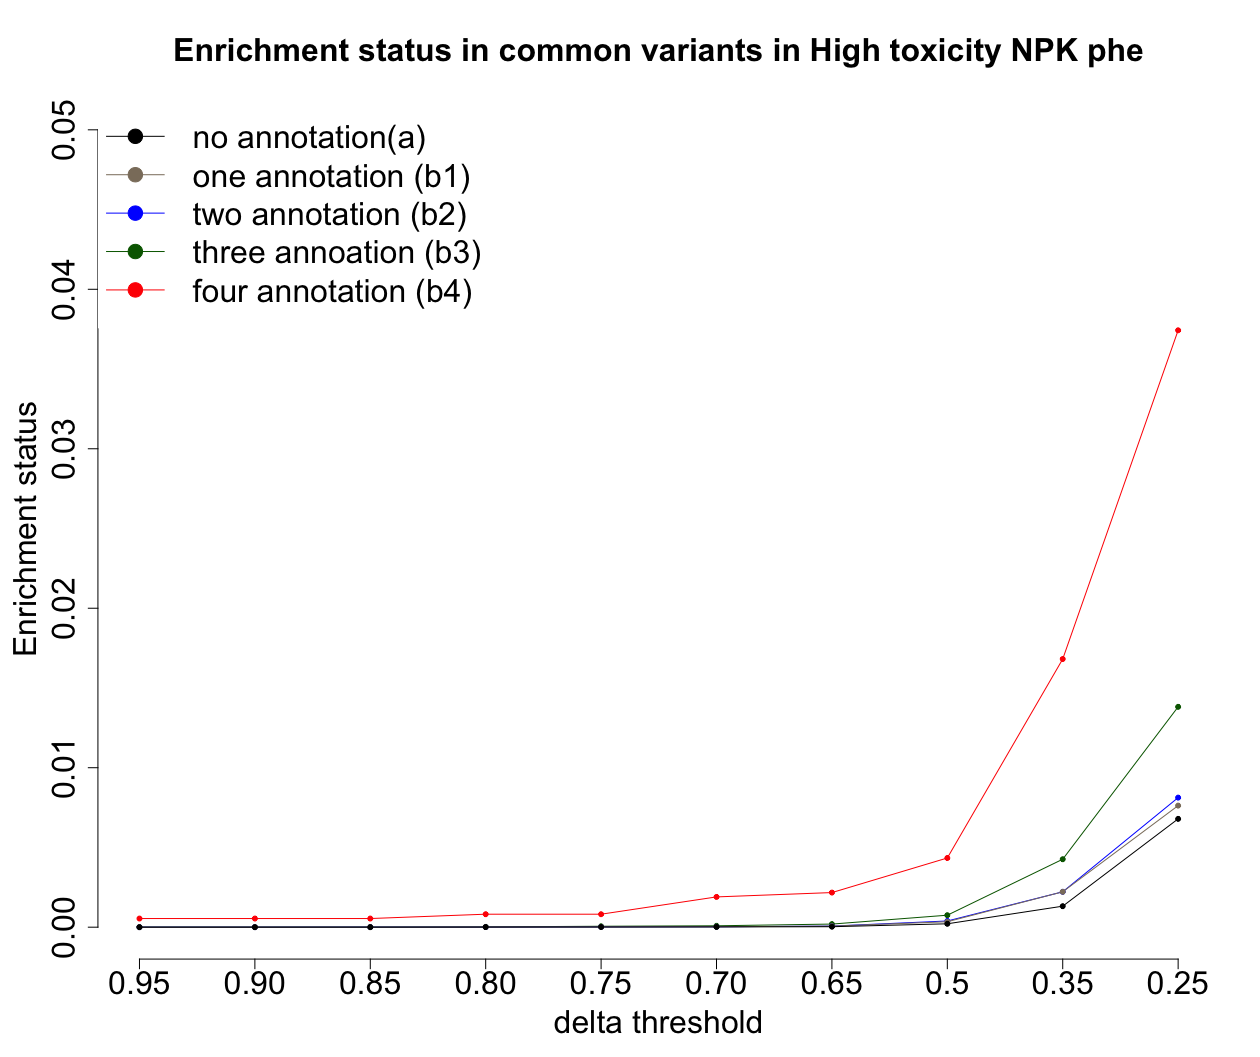 Enrichment status in common variants in High toxicity NPK phe
no annotation(a)
one annotation (b1)
two annotation (b2)
three annoation (b3)
four annotation (b4)
Enrichment status
0.05
0.04
0.03
0.02
0.01
0.00
0.95 0.90 0.85 0.80 0.75 0.70 0.65 0.5 0.35 0.25
delta threshold